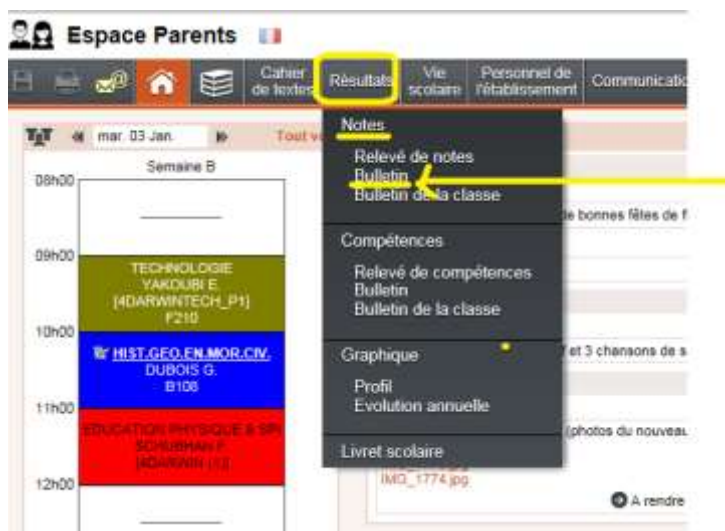 Espace Parents
Cahier de textes
Résultats
Vie scolaire
Personnel de l'établissement
Communicatio
mar. 03 Jan.
Tout v
Semaine B
08h00
09h00
TECHNOLOGIE
YAKOUBI E.
[4DARWINTECH_P1]
F210
10h00
HIST.GEO.EN.MOR.CIV.
DUBOIS G.
B108
11h00
EDUCATION PHYSIQUE & SPO
12h00
Notes
Relevé de notes
Bulletin
Bulletin de la classe
Compétences
Relevé de compétences
Bulletin
Bulletin de la classe
Graphique
Profil
Evolution annuelle
Livret scolaire
de bonnes fêtes de f
et 3 chansons de s
(photos du nouveau
IMG_1774.jpg
A rendre